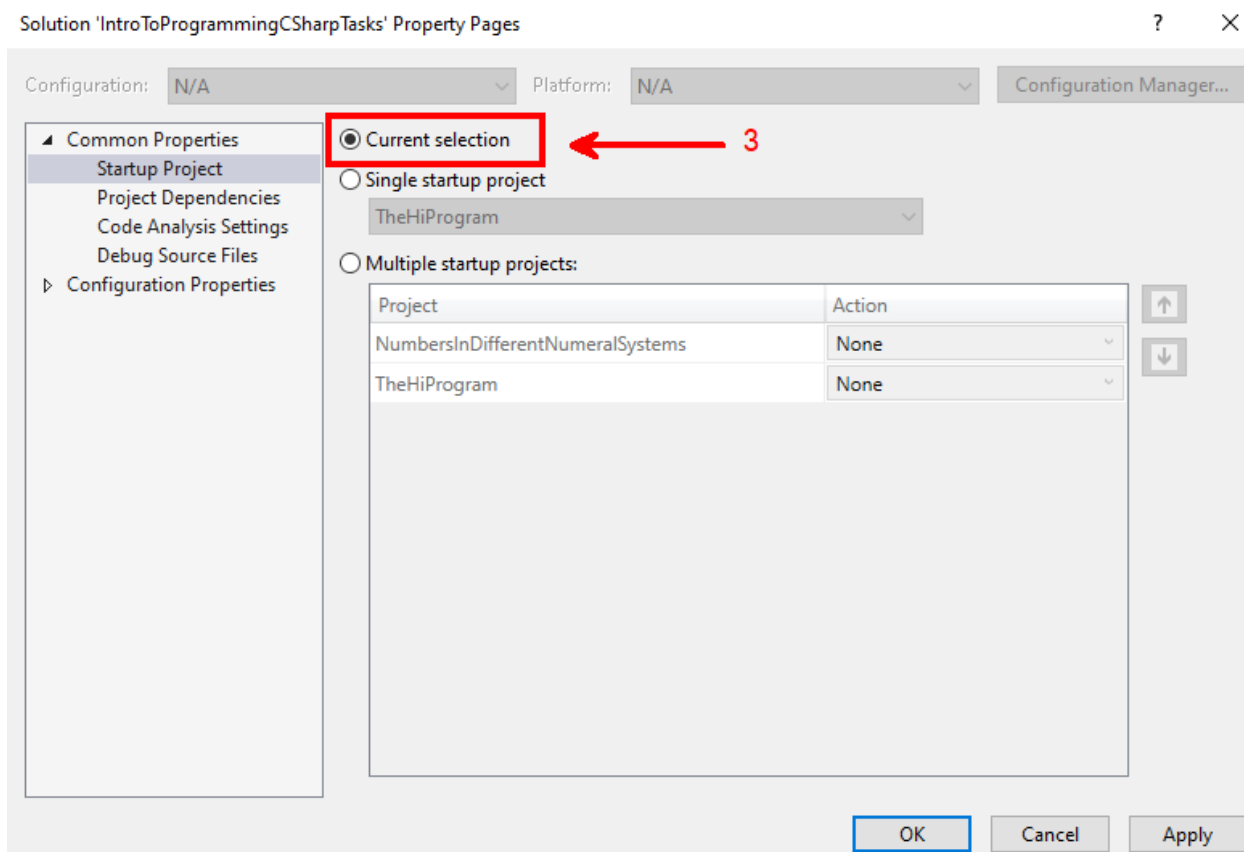 Solution 'IntroToProgrammingCSharpTasks' Property Pages ?
Configuration: N/A Platform: N/A Configuration Manager...
Common Properties
Startup Project
Project Dependencies
Code Analysis Settings
Debug Source Files
Configuration Properties
Current selection 3
Single startup project
TheHiProgram
Multiple startup projects:
Project Action
NumbersInDifferentNumeralSystems None
TheHiProgram None
OK Cancel Apply